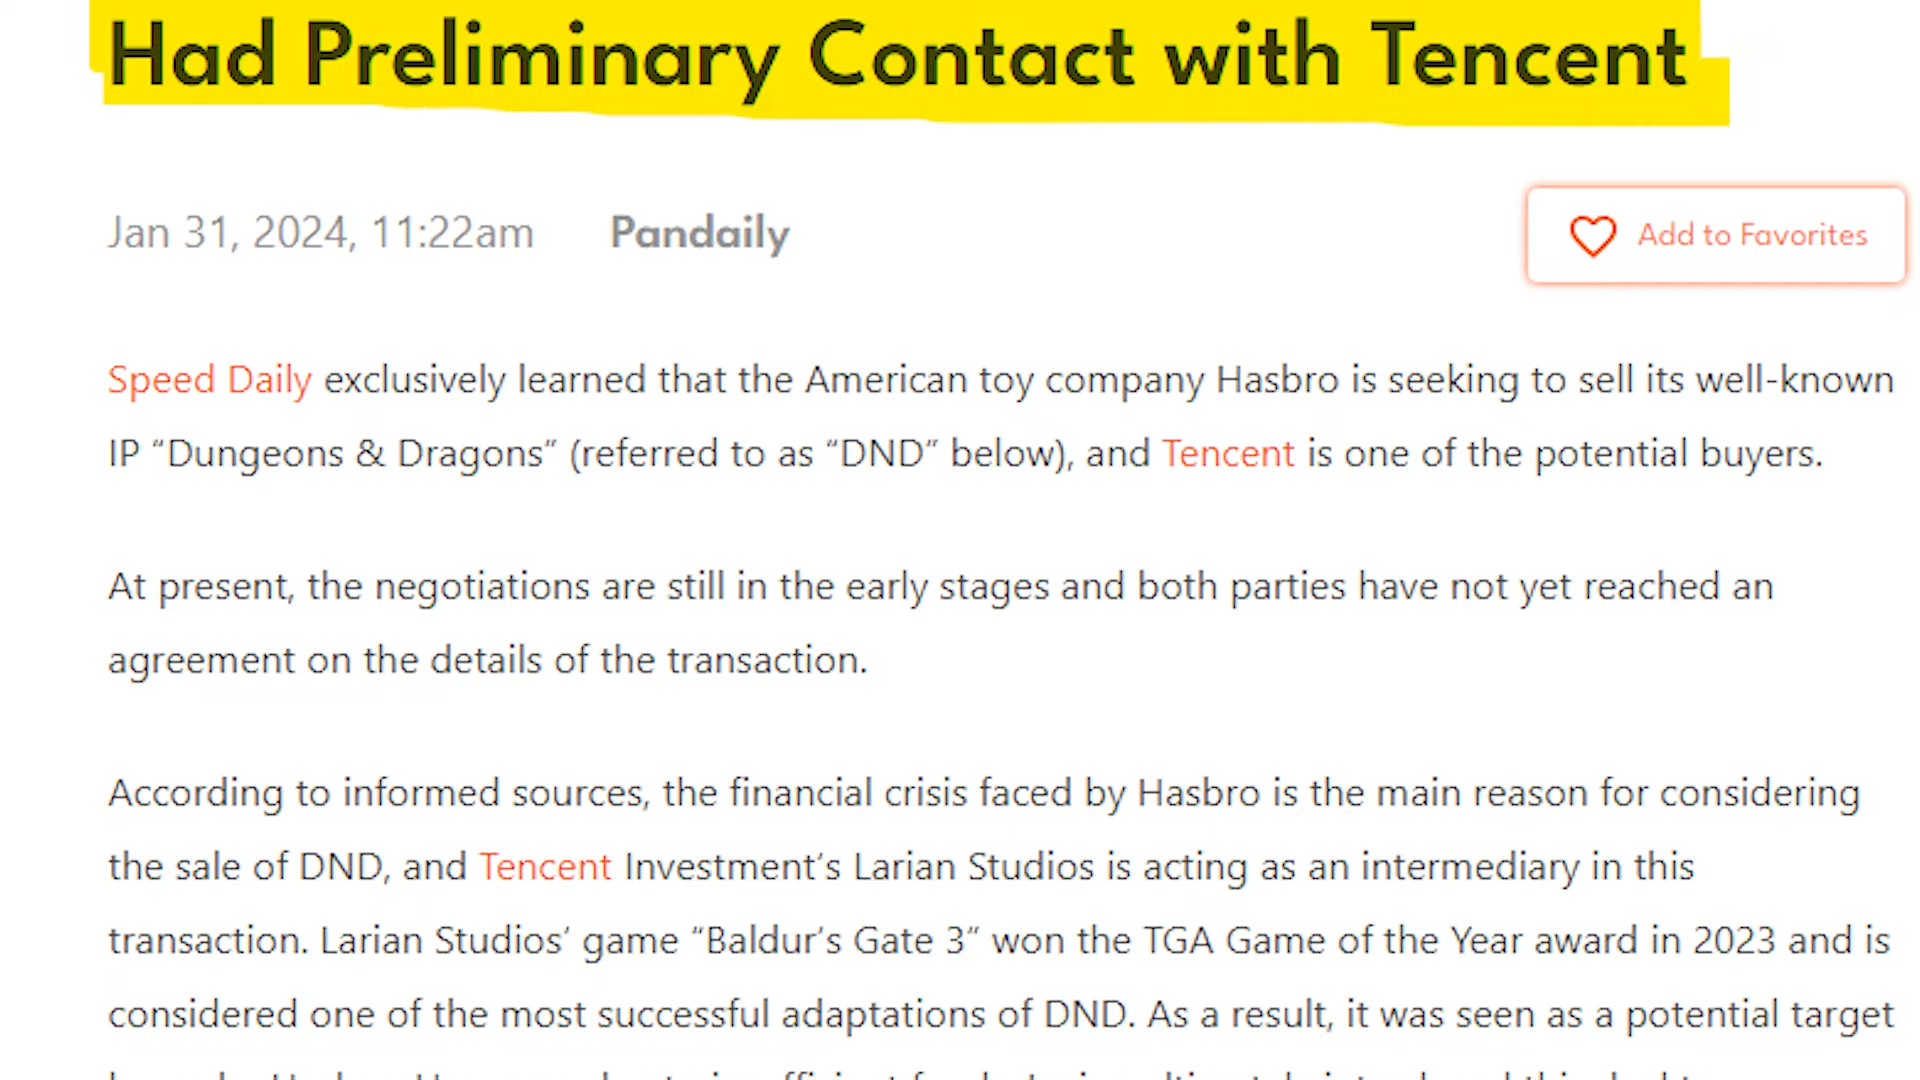 Had Preliminary Contact with Tencent
Jan 31, 2024, 11:22am Pandaily
Add to Favorites
Speed Daily exclusively learned that the American toy company Hasbro is seeking to sell its well-known
IP “Dungeons & Dragons” (referred to as “DND” below), and Tencent is one of the potential buyers.
At present, the negotiations are still in the early stages and both parties have not yet reached an
agreement on the details of the transaction.
According to informed sources, the financial crisis faced by Hasbro is the main reason for considering
the sale of DND, and Tencent Investment’s Larian Studios is acting as an intermediary in this
transaction. Larian Studios’ game “Baldur’s Gate 3” won the TGA Game of the Year award in 2023 and is
considered one of the most successful adaptations of DND. As a result, it was seen as a potential target